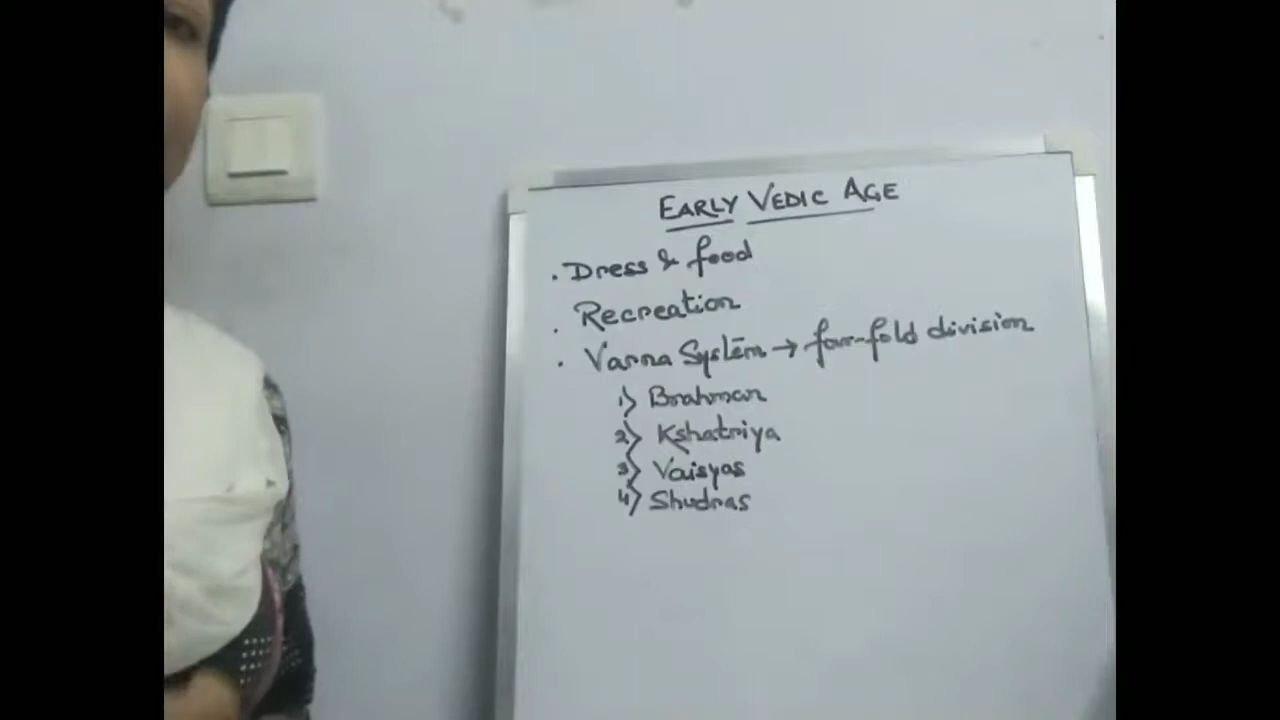 EARLY VEDIC AGE
. Dress & food
. Recreation
. Varna System → four-fold division
1) Brahman
2) Kshatriya
3) Vaisyas
4) Shudras